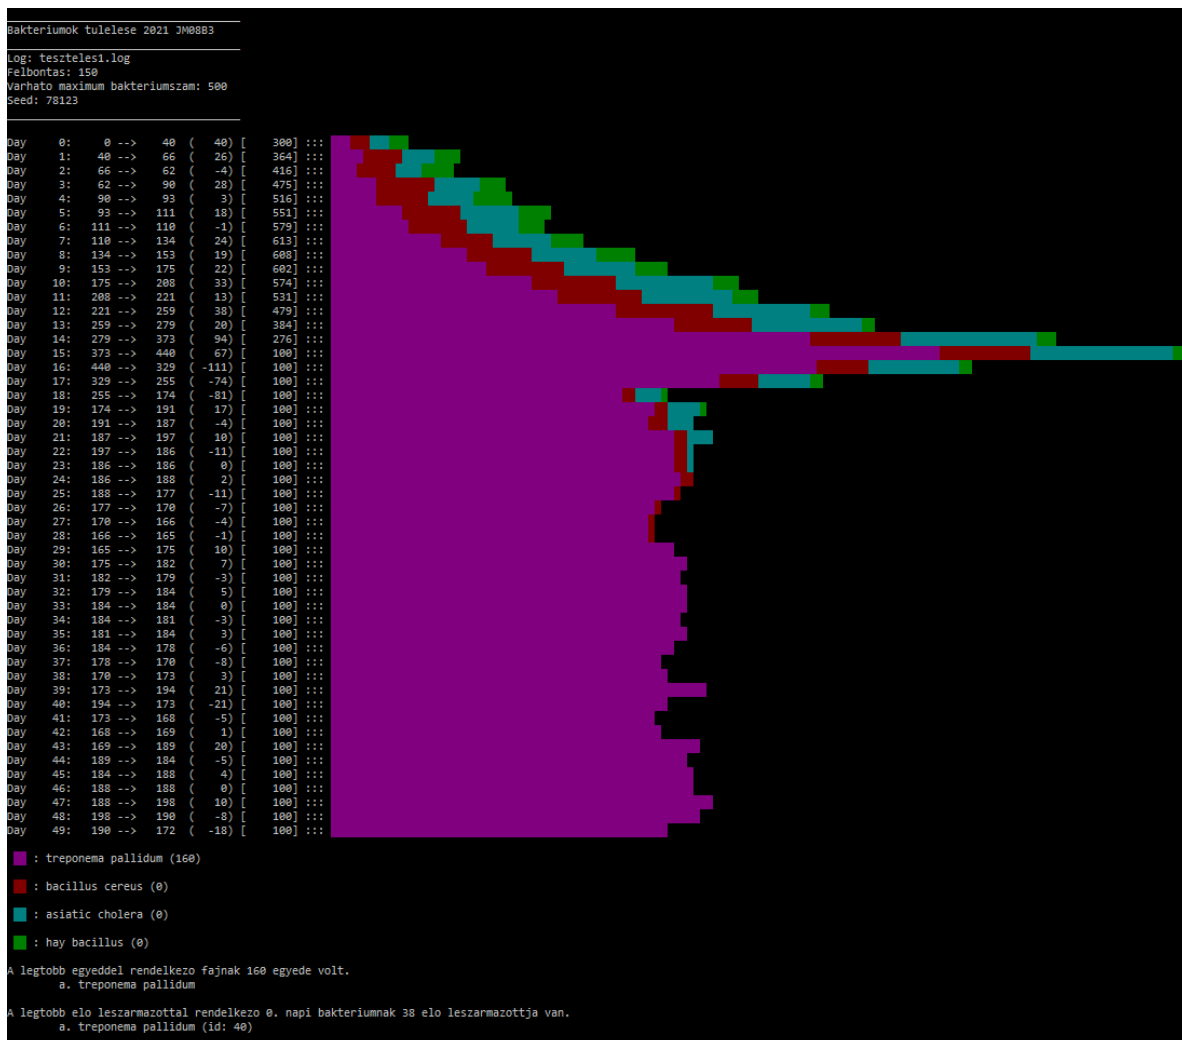 Bakteriumok tulelese 2021 JM08B3
Log: teszteles1.log
Felbontas: 150
Varhato maximum bakteriumszam: 500
Seed: 78123
Day 0: 0 --> 40 ( 40) [ 300] :::
Day 1: 40 --> 66 ( 26) [ 364] :::
Day 2: 66 --> 62 ( -4) [ 416] :::
Day 3: 62 --> 90 ( 28) [ 475] :::
Day 4: 90 --> 93 ( 3) [ 516] :::
Day 5: 93 --> 111 ( 18) [ 551] :::
Day 6: 111 --> 110 ( -1) [ 579] :::
Day 7: 110 --> 134 ( 24) [ 613] :::
Day 8: 134 --> 153 ( 19) [ 608] :::
Day 9: 153 --> 175 ( 22) [ 602] :::
Day 10: 175 --> 208 ( 33) [ 574] :::
Day 11: 208 --> 221 ( 13) [ 531] :::
Day 12: 221 --> 259 ( 38) [ 479] :::
Day 13: 259 --> 279 ( 20) [ 384] :::
Day 14: 279 --> 373 ( 94) [ 276] :::
Day 15: 373 --> 440 ( 67) [ 100] :::
Day 16: 440 --> 329 ( -111) [ 100] :::
Day 17: 329 --> 255 ( -74) [ 100] :::
Day 18: 255 --> 174 ( -81) [ 100] :::
Day 19: 174 --> 191 ( 17) [ 100] :::
Day 20: 191 --> 187 ( -4) [ 100] :::
Day 21: 187 --> 197 ( 10) [ 100] :::
Day 22: 197 --> 186 ( -11) [ 100] :::
Day 23: 186 --> 186 ( 0) [ 100] :::
Day 24: 186 --> 188 ( 2) [ 100] :::
Day 25: 188 --> 177 ( -11) [ 100] :::
Day 26: 177 --> 170 ( -7) [ 100] :::
Day 27: 170 --> 166 ( -4) [ 100] :::
Day 28: 166 --> 165 ( -1) [ 100] :::
Day 29: 165 --> 175 ( 10) [ 100] :::
Day 30: 175 --> 182 ( 7) [ 100] :::
Day 31: 182 --> 179 ( -3) [ 100] :::
Day 32: 179 --> 184 ( 5) [ 100] :::
Day 33: 184 --> 184 ( 0) [ 100] :::
Day 34: 184 --> 181 ( -3) [ 100] :::
Day 35: 181 --> 184 ( 3) [ 100] :::
Day 36: 184 --> 178 ( -6) [ 100] :::
Day 37: 178 --> 170 ( -8) [ 100] :::
Day 38: 170 --> 173 ( 3) [ 100] :::
Day 39: 173 --> 194 ( 21) [ 100] :::
Day 40: 194 --> 173 ( -21) [ 100] :::
Day 41: 173 --> 168 ( -5) [ 100] :::
Day 42: 168 --> 169 ( 1) [ 100] :::
Day 43: 169 --> 189 ( 20) [ 100] :::
Day 44: 189 --> 184 ( -5) [ 100] :::
Day 45: 184 --> 188 ( 4) [ 100] :::
Day 46: 188 --> 188 ( 0) [ 100] :::
Day 47: 188 --> 198 ( 10) [ 100] :::
Day 48: 198 --> 190 ( -8) [ 100] :::
Day 49: 190 --> 172 ( -18) [ 100] :::
: treponema pallidum (160)
: bacillus cereus (0)
: asiatic cholera (0)
: hay bacillus (0)
A legtobb egyeddel rendelkezo fajnak 160 egyede volt.
a. treponema pallidum
A legtobb elo leszarmazottal rendelkezo 0. napi bakteriumnak 38 elo leszarmazottja van.
a. treponema pallidum (id: 40)